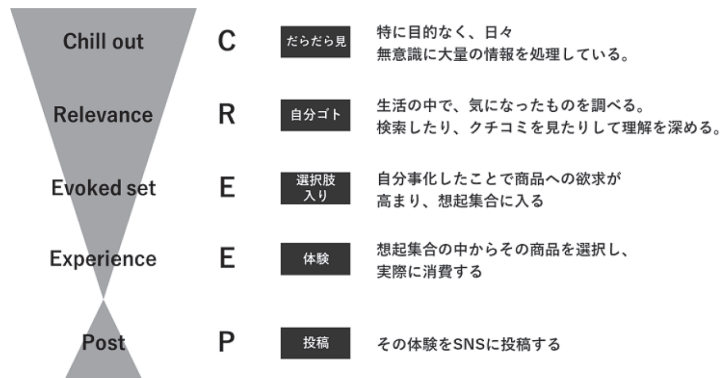 Chill out
C
だらだら見
特に目的なく、日々
無意識に大量の情報を処理している。
Relevance
R
自分ゴト
生活の中で、気になったものを調べる。
検索したり、クチコミを見たりして理解を深める。
Evoked set
E
選択肢
入り
自分事化したことで商品への欲求が
高まり、想起集合に入る
Experience
E
体験
想起集合の中からその商品を選択し、
実際に消費する
Post
P
投稿
その体験をSNSに投稿する